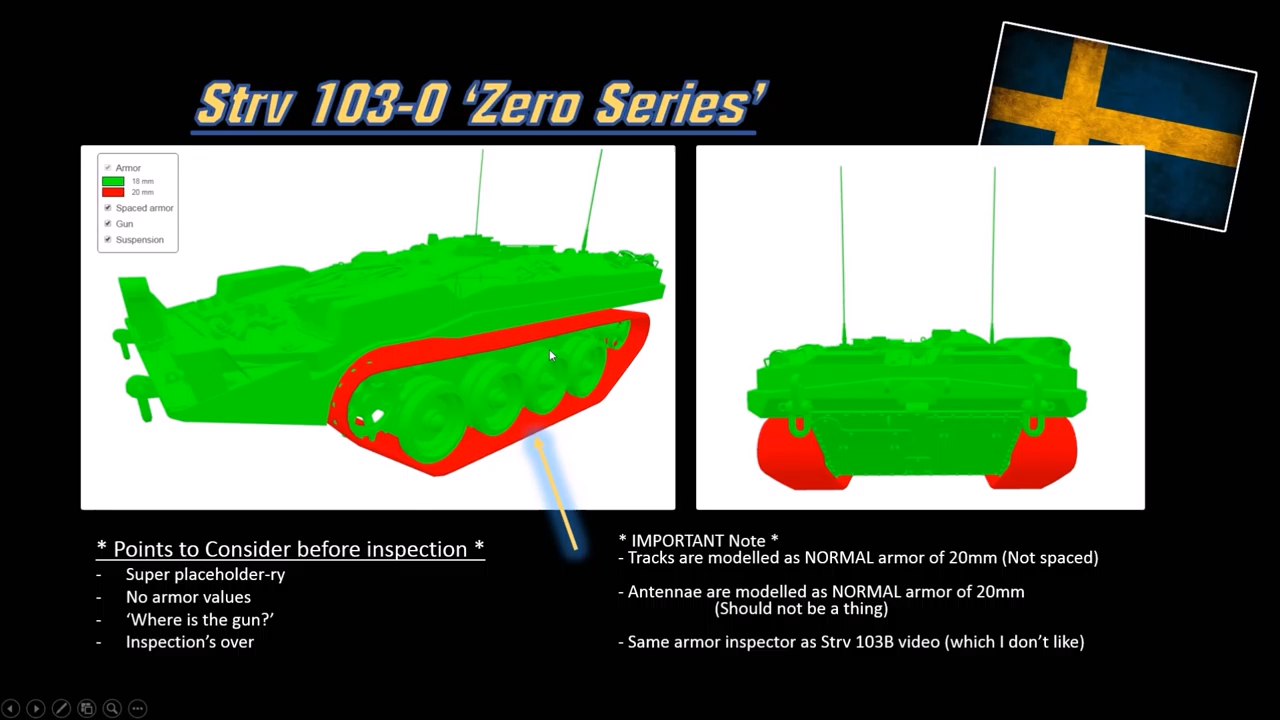 Strv 103-0 ‘Zero Series’
Armor
18 mm
20 mm
Spaced armor
Gun
Suspension
* Points to Consider before inspection *
- Super placeholder-ry
- No armor values
- ‘Where is the gun?’
- Inspection’s over
* IMPORTANT Note *
- Tracks are modelled as NORMAL armor of 20mm (Not spaced)
- Antennae are modelled as NORMAL armor of 20mm
(Should not be a thing)
- Same armor inspector as Strv 103B video (which I don’t like)